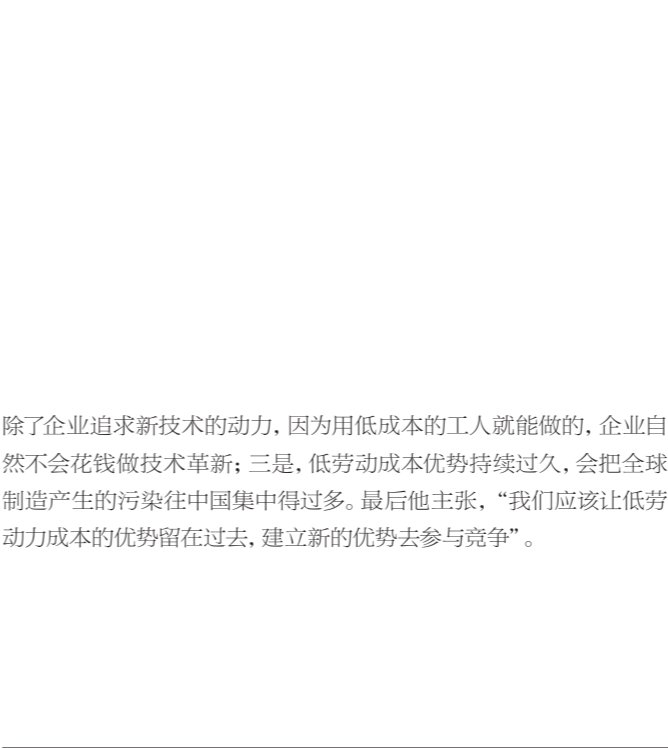 除了企业追求新技术的动力，因为用低成本的工人就能做的，企业自
然不会花钱做技术革新；三是，低劳动成本优势持续过久，会把全球
制造产生的污染往中国集中得过多。最后他主张，“我们应该让低劳
动力成本的优势留在过去，建立新的优势去参与竞争”。